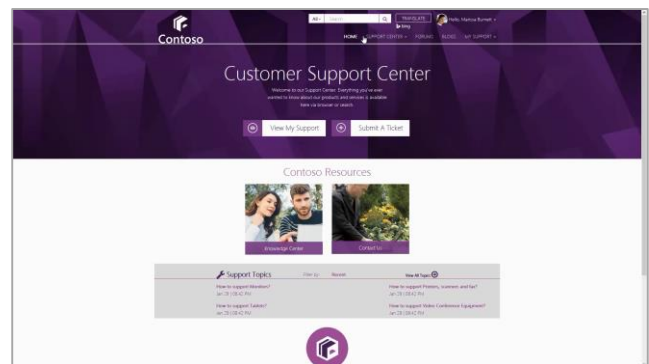 Contoso
All
Search
TRANSLATE
bing
Hello, Marissa Burnett
HOME SUPPORT CENTER FORUMS BLOGS MY SUPPORT
Customer Support Center
Welcome to our Support Center. Everything you've ever
wanted to know about our products and services is available
here via browse or search.
View My Support
Submit A Ticket
Contoso Resources
Knowledge Center
Contact Us
Support Topics
Filter by:
View All Topics
How to support Monitors?
How to support Printers, scanners and fax?
How to support Tablets?
How to support Video Conference Equipment?